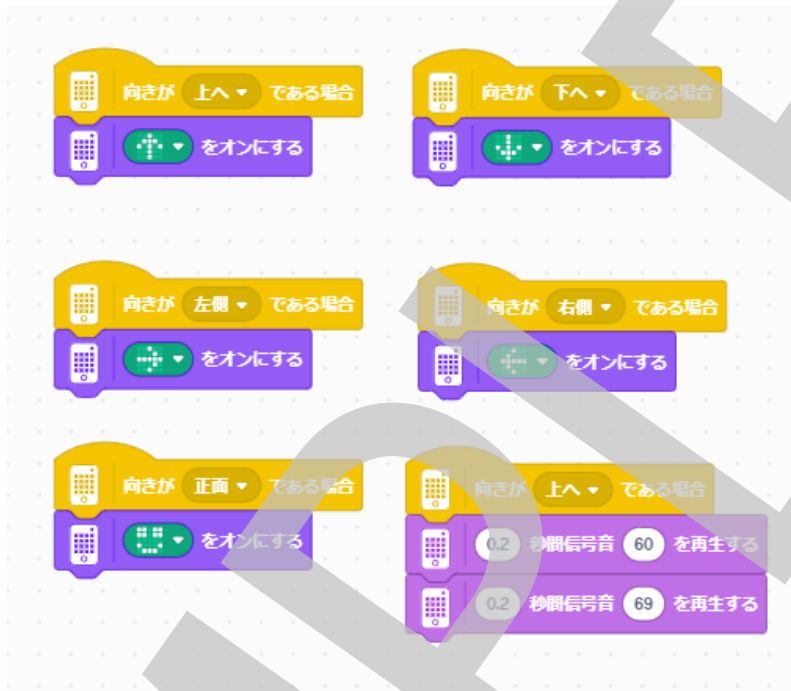 向きが 上へ である場合
をオンにする
向きが 下へ である場合
をオンにする
向きが 左側 である場合
をオンにする
向きが 右側 である場合
をオンにする
向きが 正面 である場合
をオンにする
向きが 上へ である場合
0.2 秒間信号音 60 を再生する
0.2 秒間信号音 69 を再生する